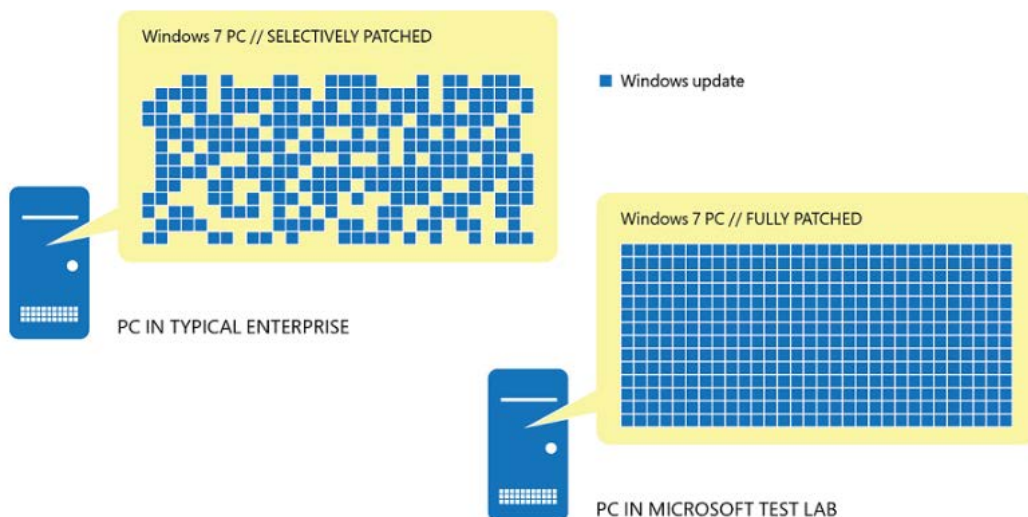 Windows 7 PC // SELECTIVELY PATCHED
Windows update
PC IN TYPICAL ENTERPRISE
Windows 7 PC // FULLY PATCHED
PC IN MICROSOFT TEST LAB